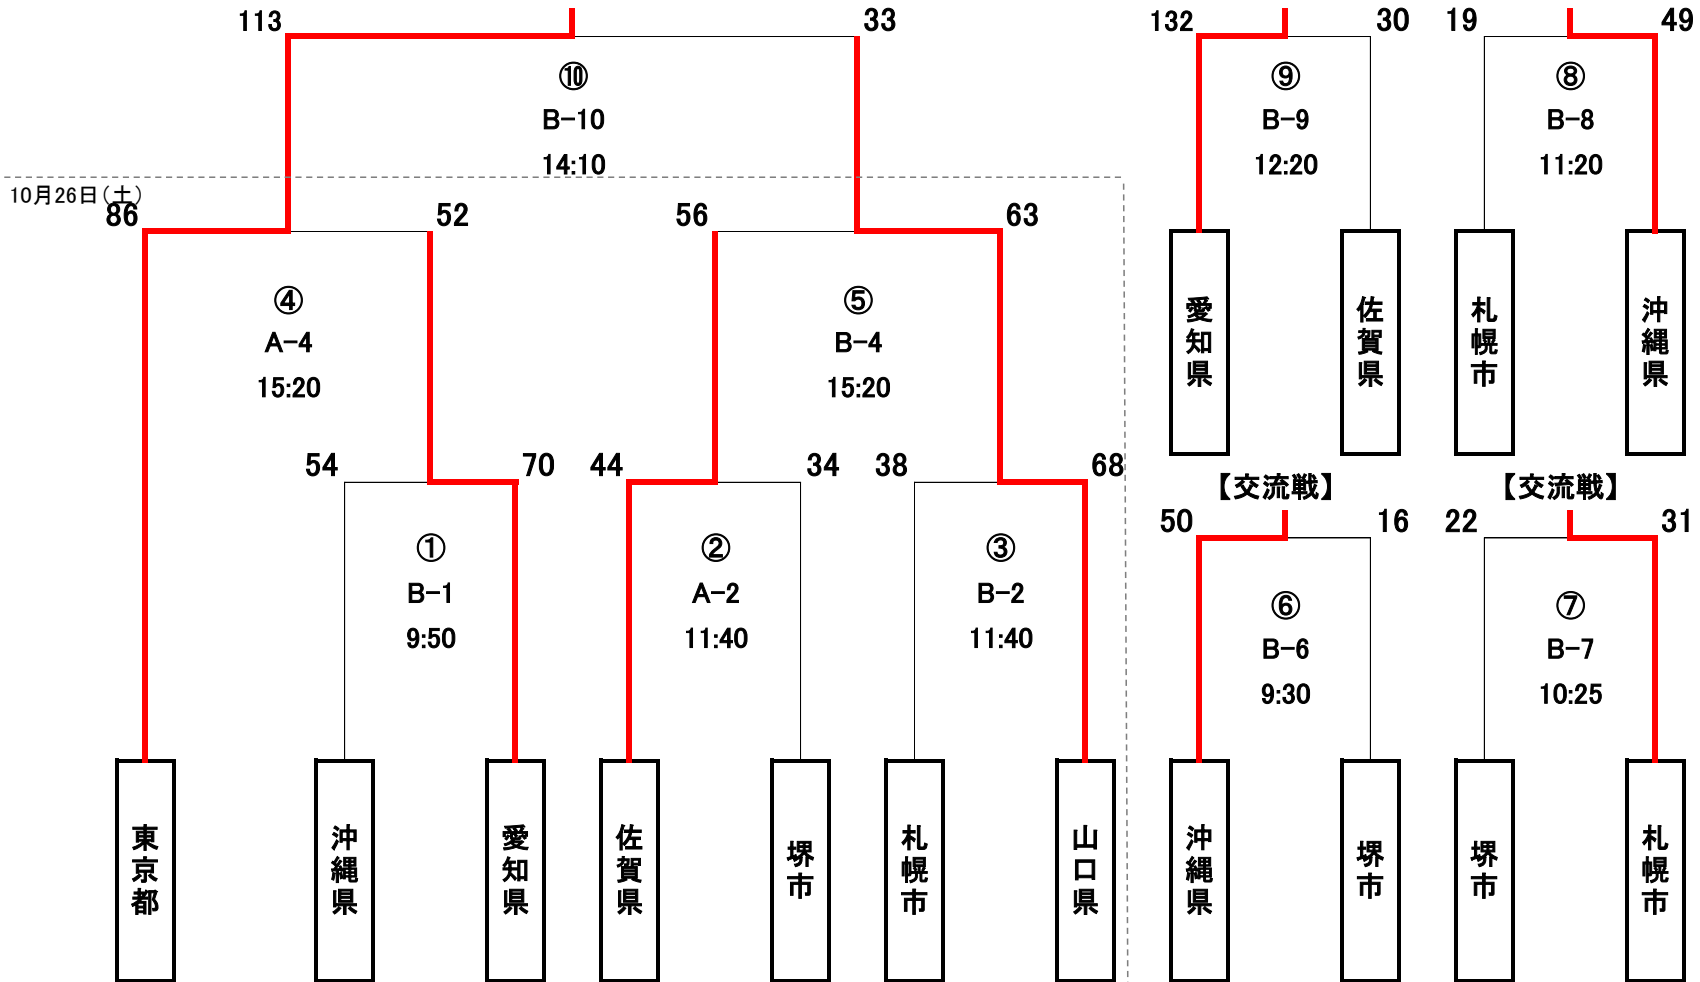 113 33 132 30 19 49
⑩ ⑨ ⑧
B-10 B-9 B-8
14:10 12:20 11:20
10月26日(土)
86 52 56 63
④ ⑤
A-4 B-4
15:20 15:20
愛知県 佐賀県 札幌市 沖縄県
54 70 44 34 38 68
【交流戦】 【交流戦】
50 16 22 31
① ② ③
B-1 A-2 B-2
9:50 11:40 11:40
⑥ ⑦
B-6 B-7
9:30 10:25
東京都 沖縄県 愛知県 佐賀県 堺市 札幌市 山口県 沖縄県 堺市 堺市 札幌市